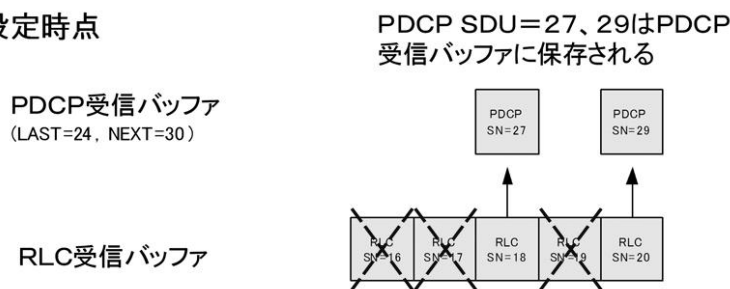 設定時点
PDCP SDU=27、29はPDCP
受信バッファに保存される
PDCP受信バッファ
(LAST=24, NEXT=30)
PDCP
SN=27
PDCP
SN=29
RLC受信バッファ
RLC
SN=16
RLC
SN=17
RLC
SN=18
RLC
SN=19
RLC
SN=20